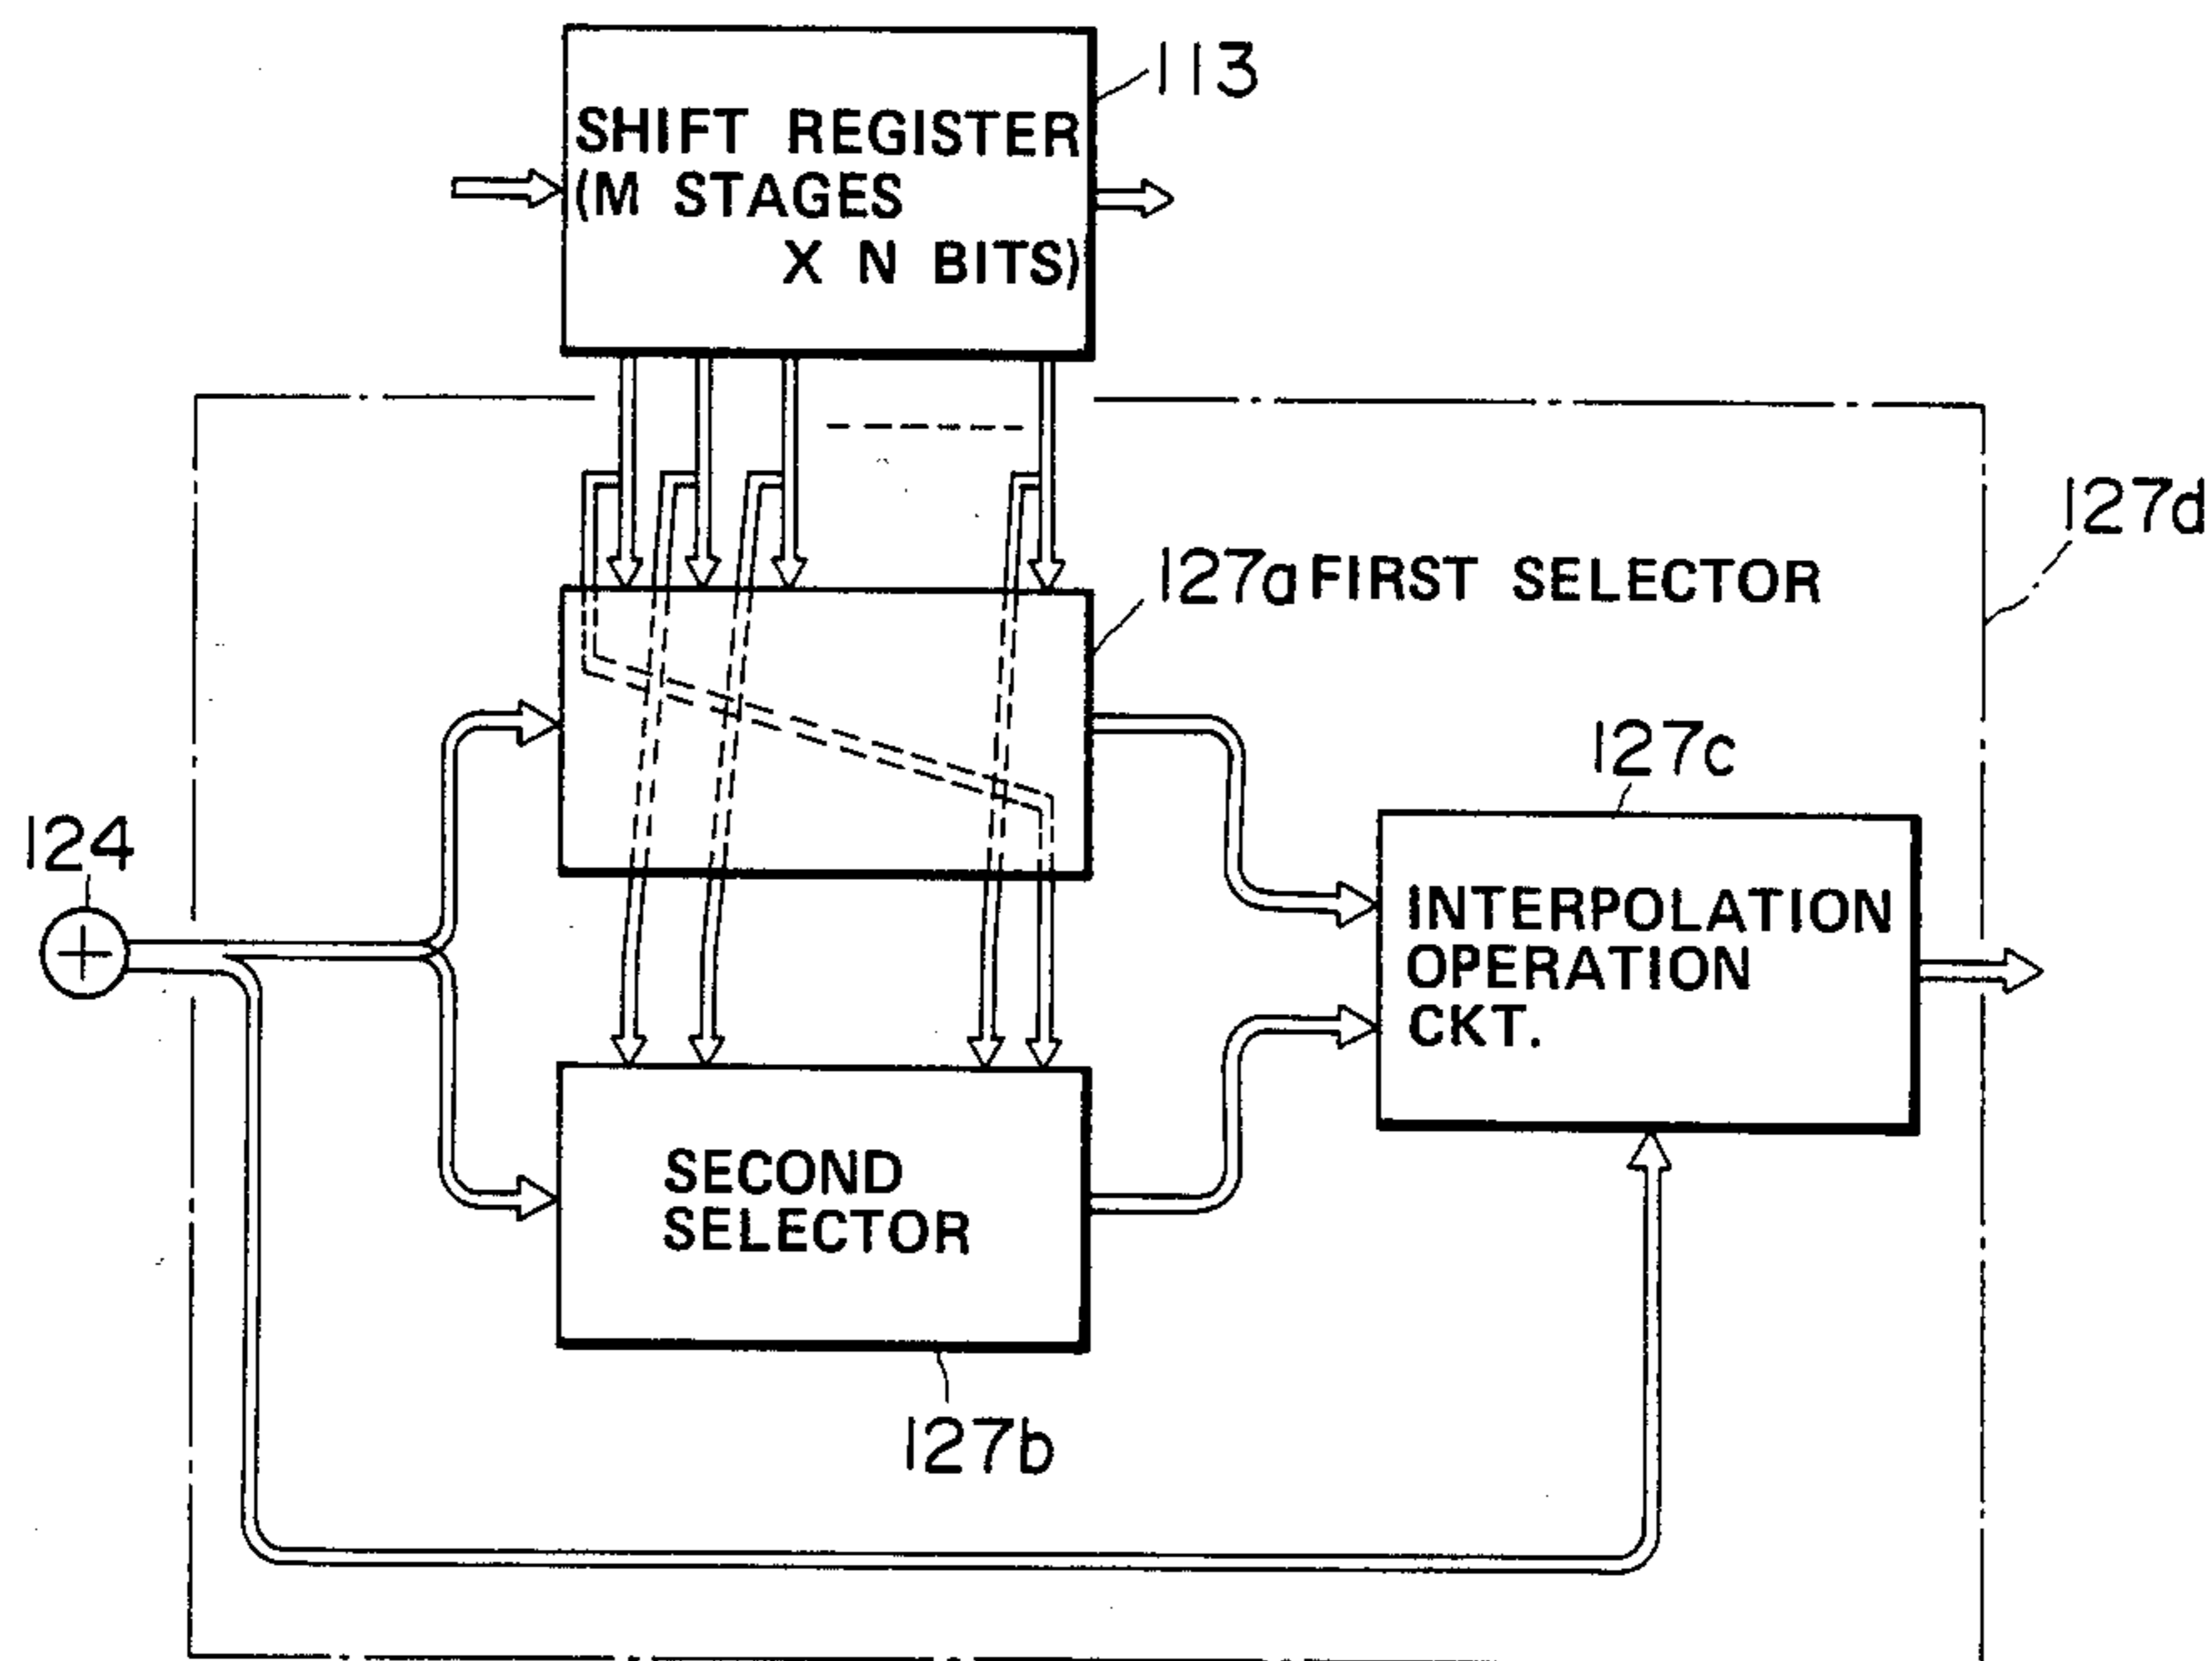 113
SHIFT REGISTER
(M STAGES
X N BITS)
127d
127a FIRST SELECTOR
127c
124
INTERPOLATION
OPERATION
CKT.
SECOND
SELECTOR
127b